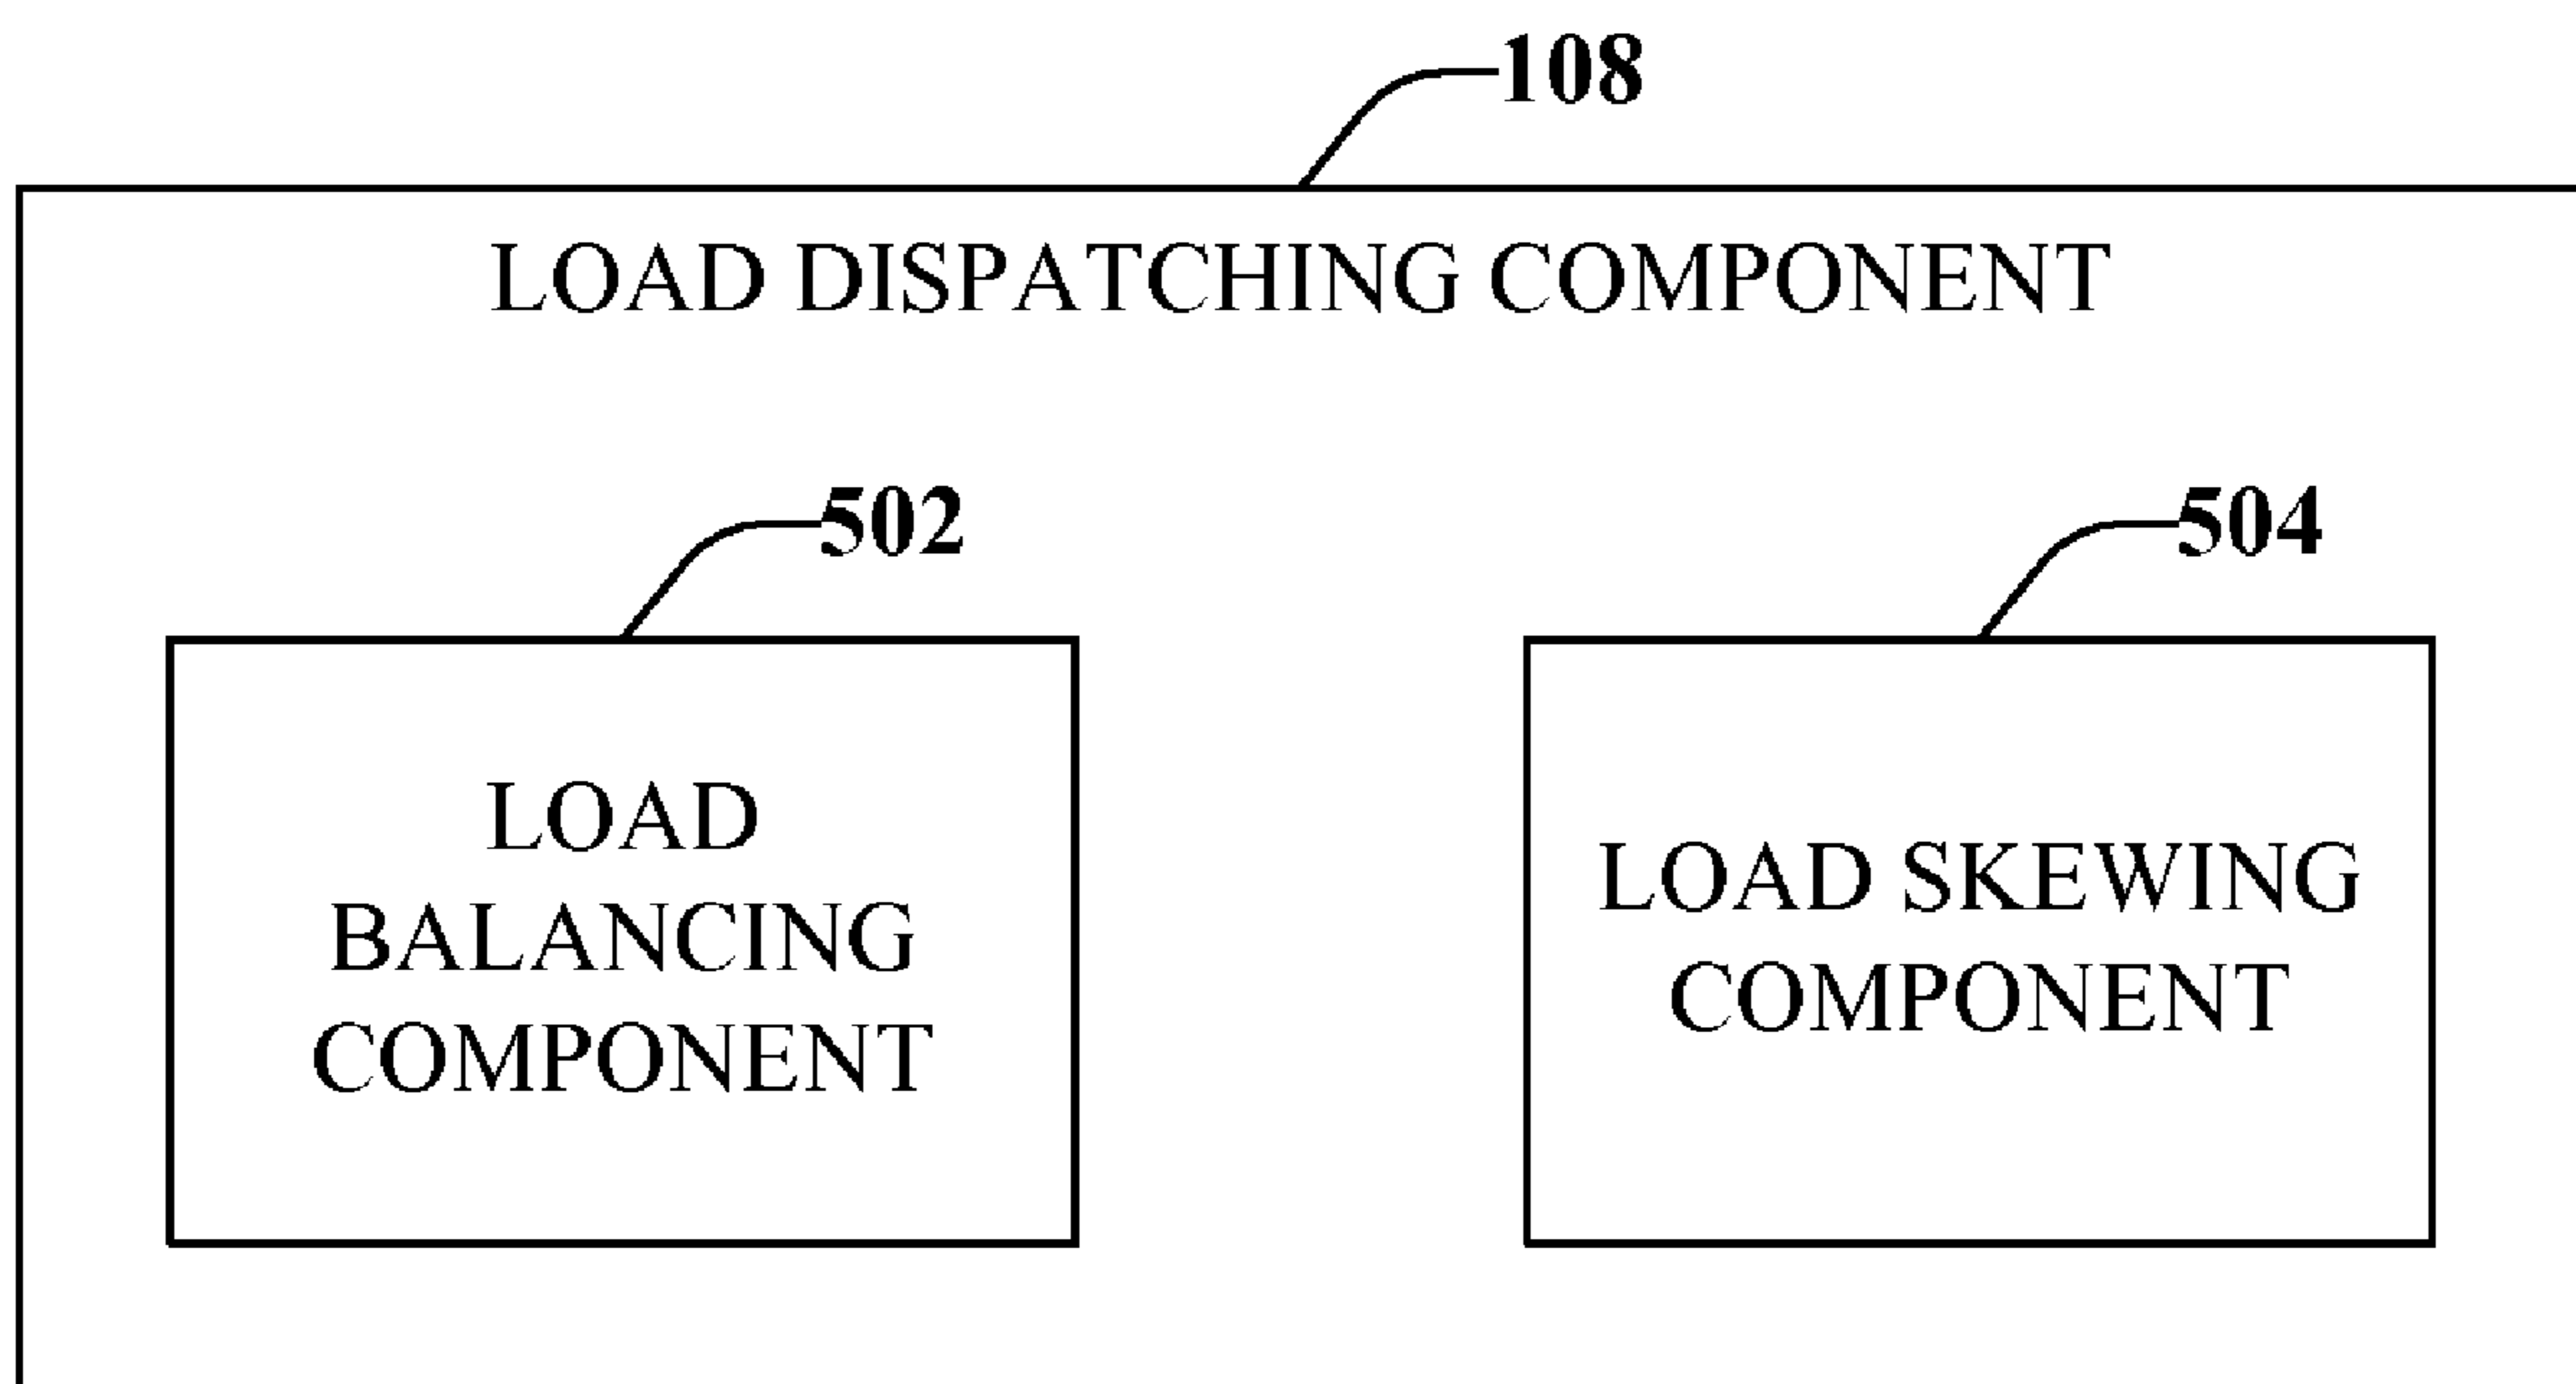 108
LOAD DISPATCHING COMPONENT
502
504
LOAD
BALANCING
COMPONENT
LOAD SKEWING
COMPONENT